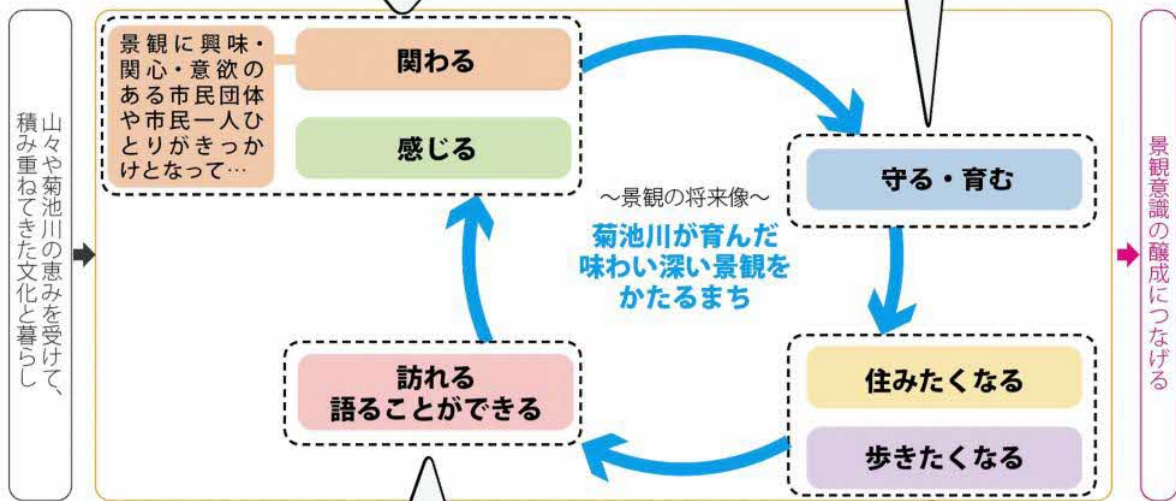 山々や菊池川の恵みを受けて、
積み重ねてきた文化と暮らし
景観に興味・
関心・意欲の
ある市民団体
や市民一人ひ
とりがきっか
けとなって…
関わる
感じる
守る・育む
～景観の将来像～
菊池川が育んだ
味わい深い景観を
かたるまち
住みたくなる
歩きたくなる
訪れる
語ることができる
景観意識の醸成につなげる